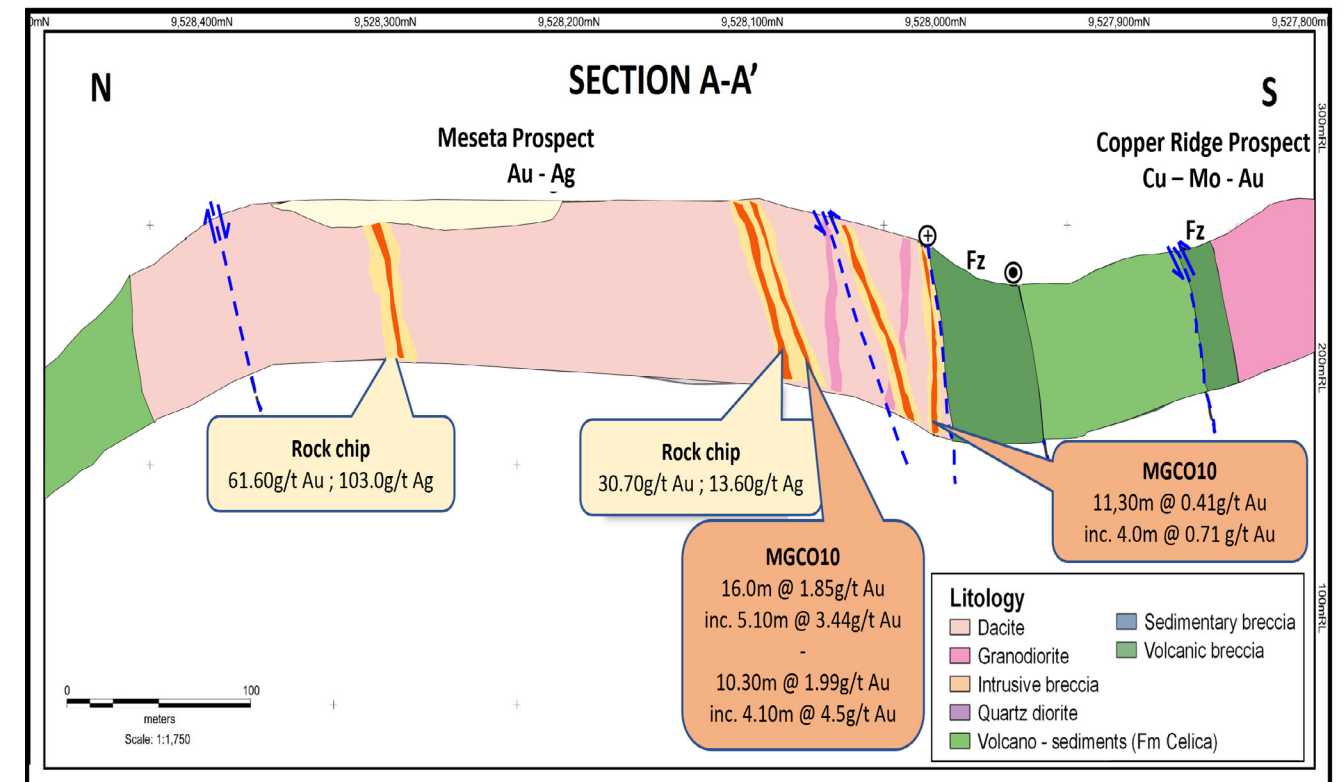 0mN
9,528,400mN
9,528,300mN
9,528,200mN
9,528,100mN
9,528,000mN
9,527,900mN
9,527,800m
N
SECTION A-A’
S
300mRL
Meseta Prospect
Au - Ag
Copper Ridge Prospect
Cu – Mo - Au
Fz
Fz
200mRL
Rock chip
61.60g/t Au ; 103.0g/t Ag
Rock chip
30.70g/t Au ; 13.60g/t Ag
MGCO10
11,30m @ 0.41g/t Au
inc. 4.0m @ 0.71 g/t Au
MGCO10
16.0m @ 1.85g/t Au
inc. 5.10m @ 3.44g/t Au
-
10.30m @ 1.99g/t Au
inc. 4.10m @ 4.5g/t Au
100mRL
Litology
Dacite
Granodiorite
Intrusive breccia
Quartz diorite
Volcano - sediments (Fm Celica)
Sedimentary breccia
Volcanic breccia
0
100
meters
Scale: 1:1,750